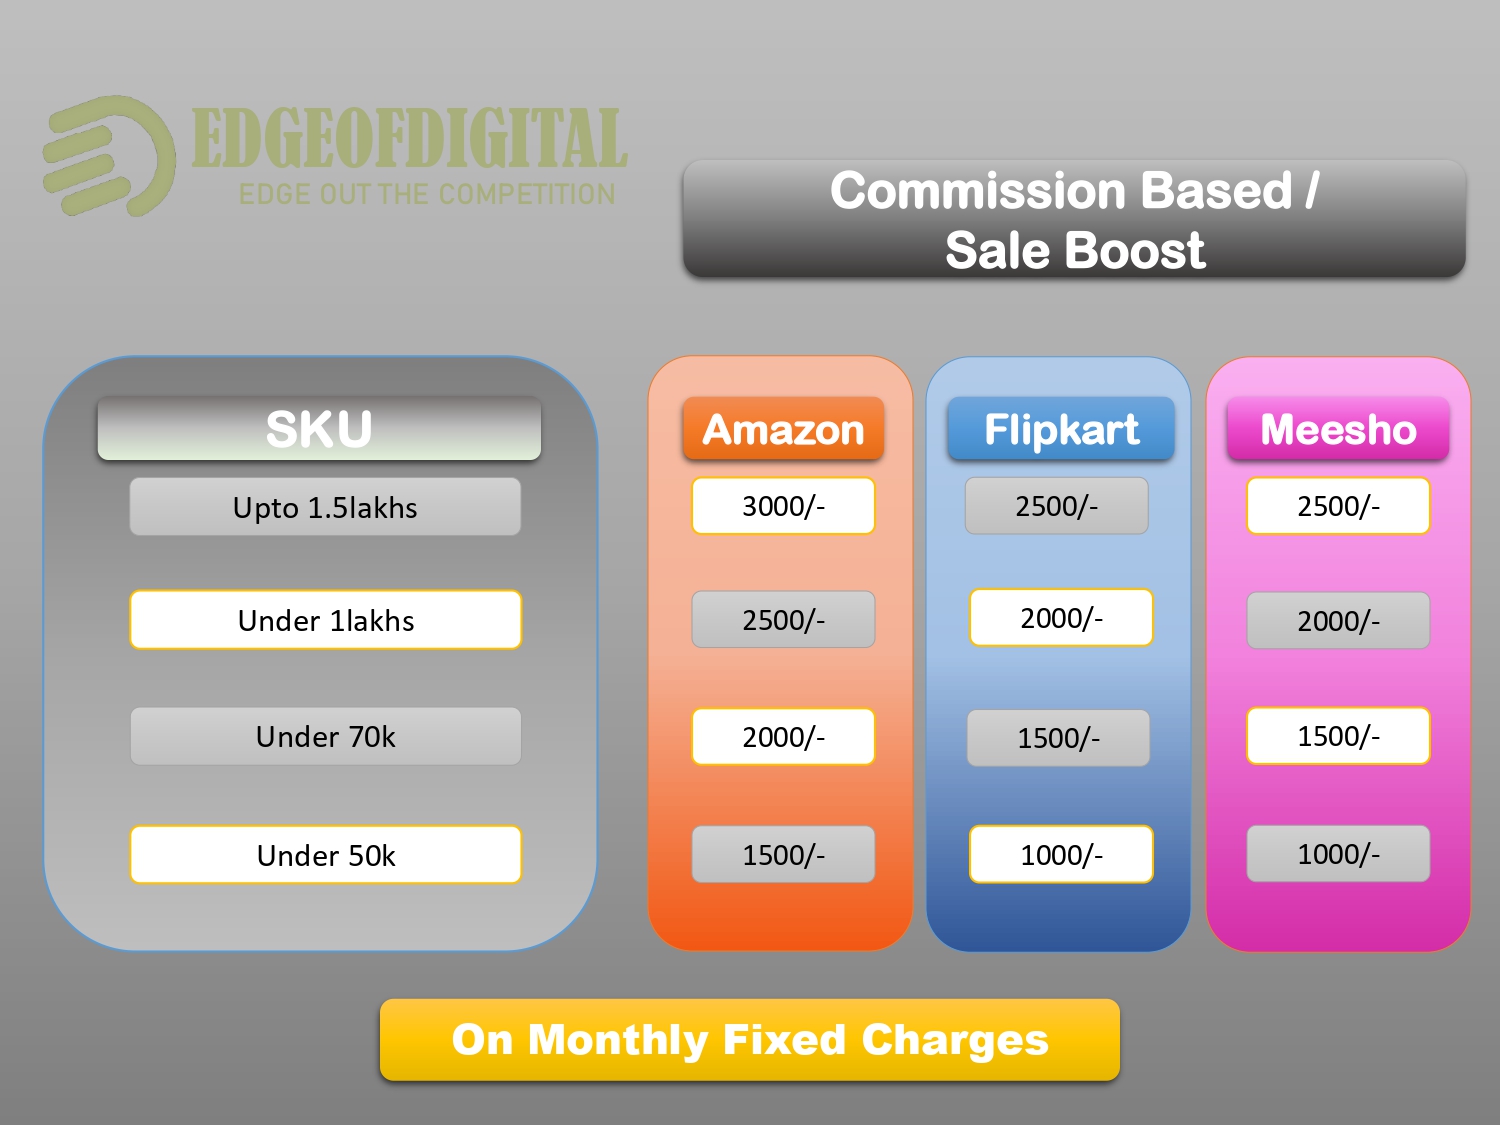 EDGEOFDIGITAL
EDGE OUT THE COMPETITION
Commission Based /
Sale Boost
SKU
Amazon
Flipkart
Meesho
Upto 1.5lakhs
3000/-
2500/-
2500/-
Under 1lakhs
2500/-
2000/-
2000/-
Under 70k
2000/-
1500/-
1500/-
Under 50k
1500/-
1000/-
1000/-
On Monthly Fixed Charges